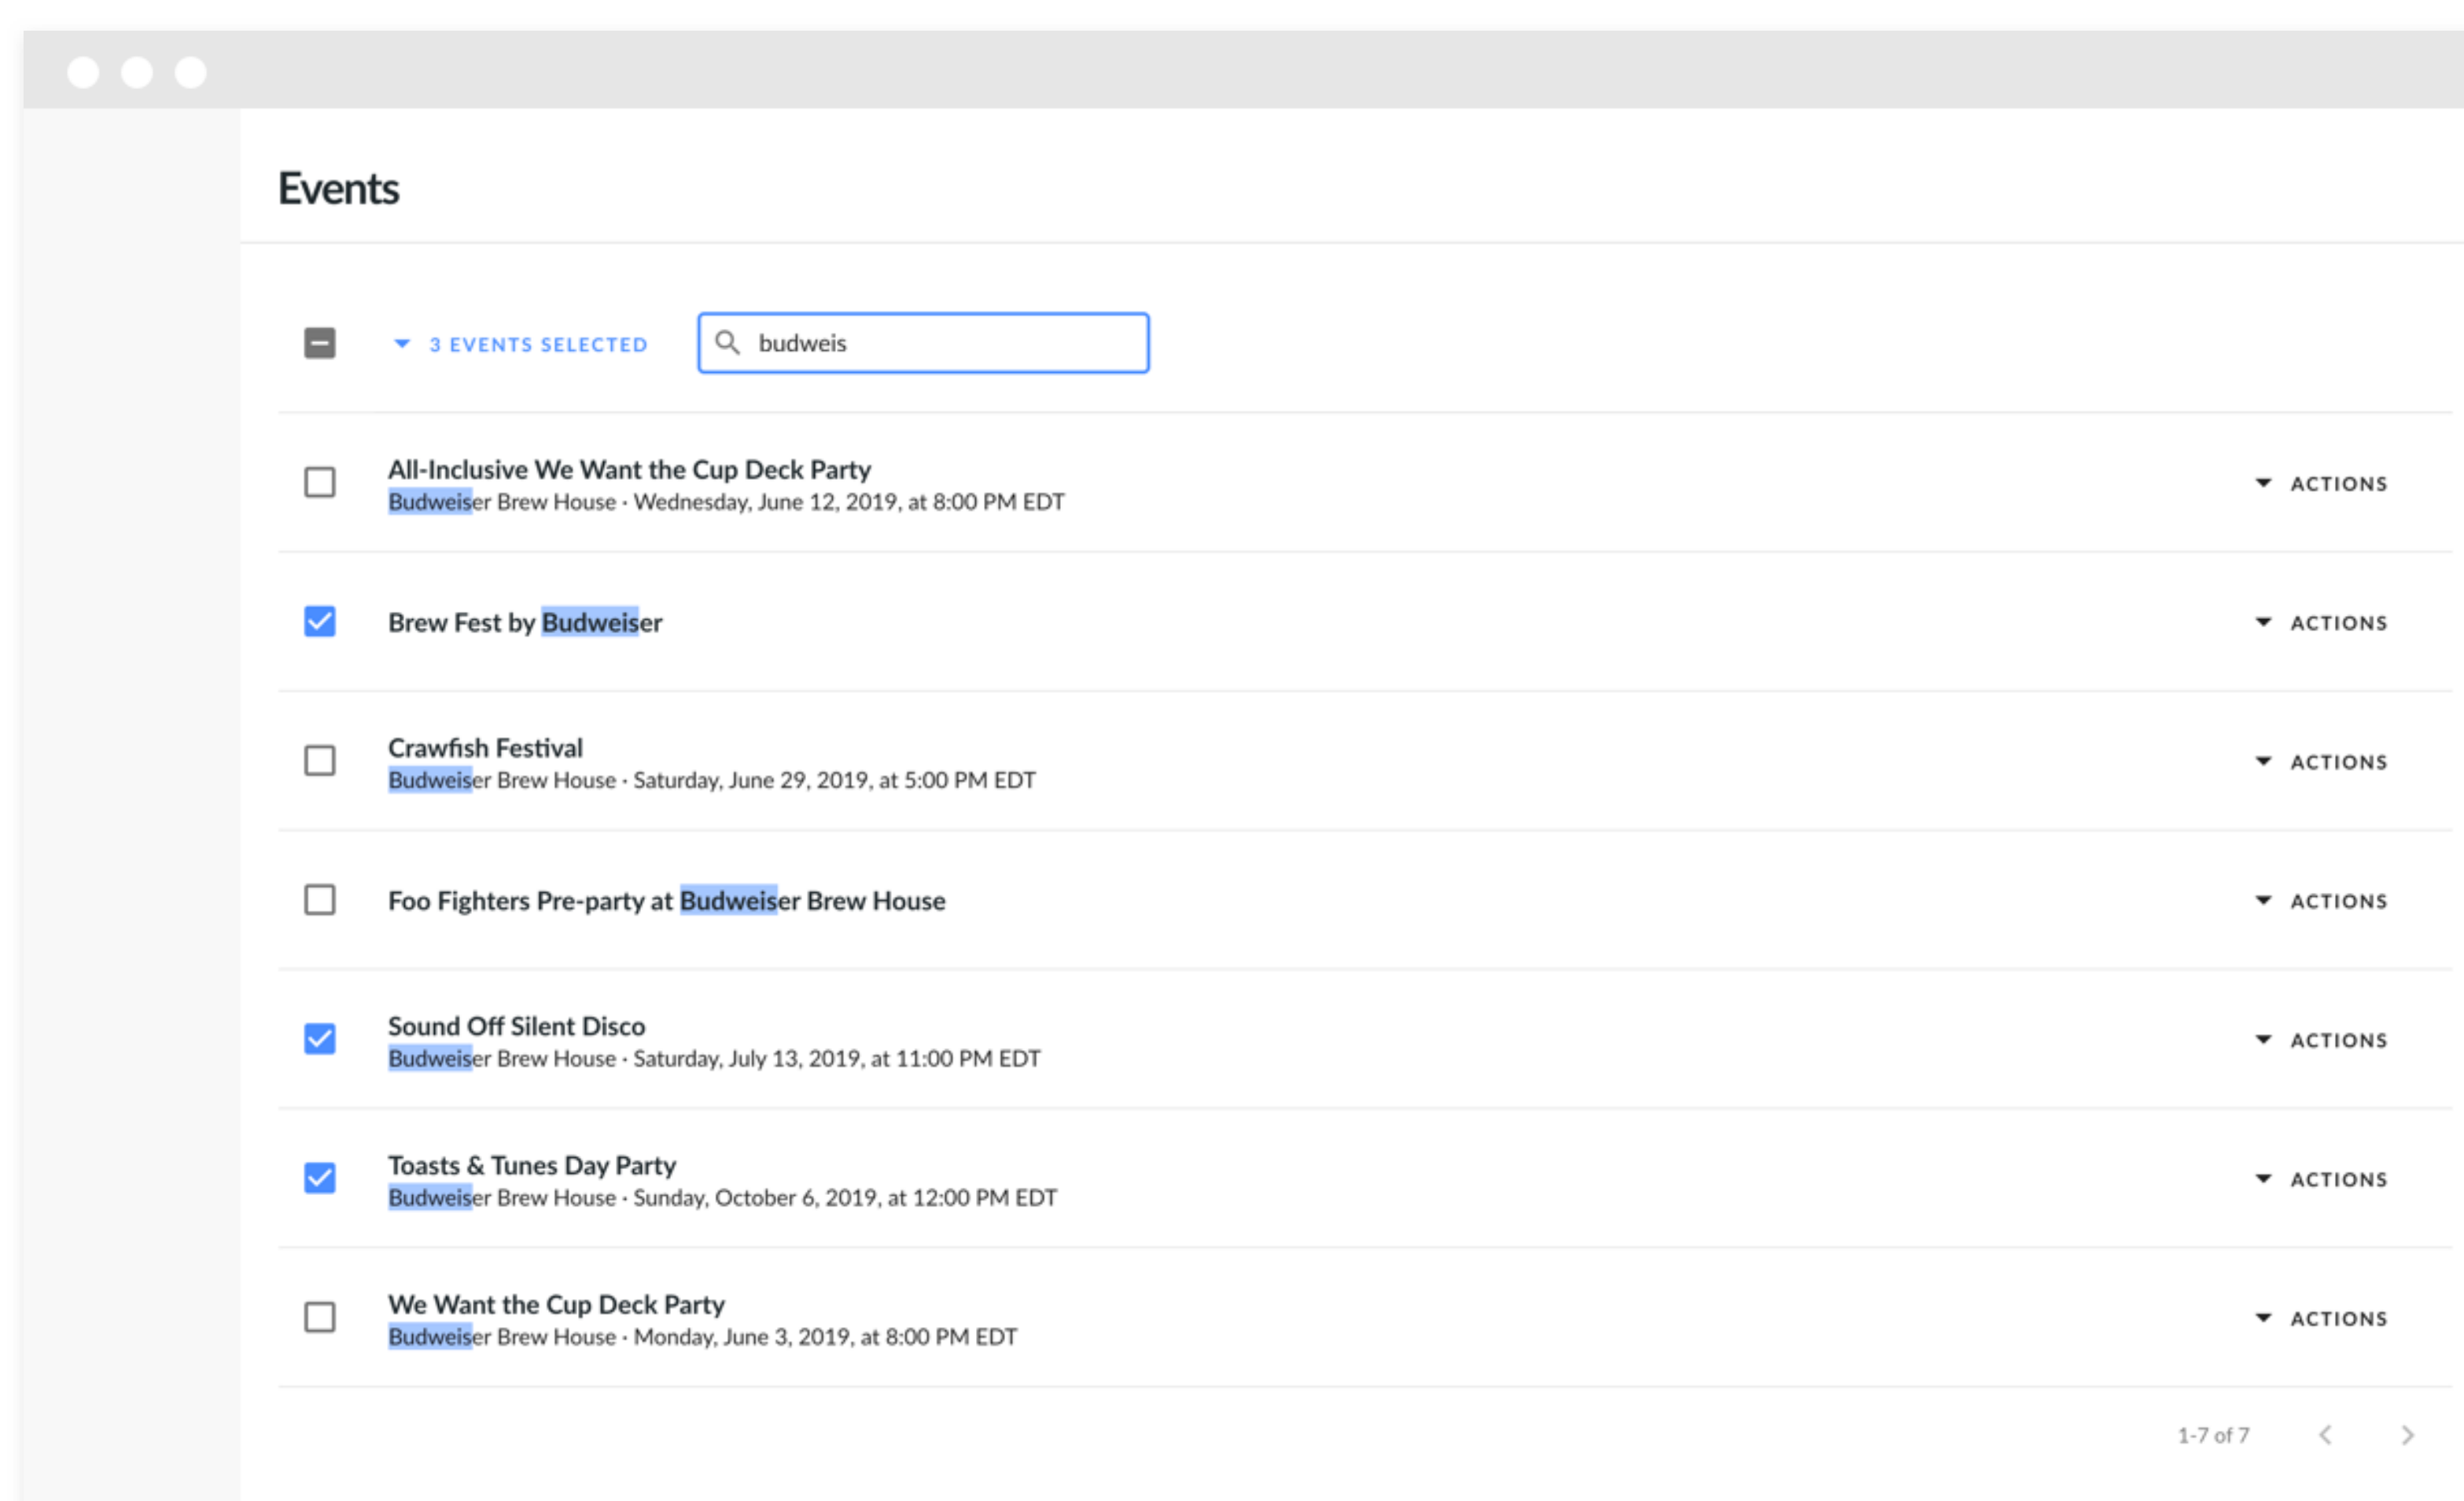 Events
3 EVENTS SELECTED budweis
All-Inclusive We Want the Cup Deck Party
Budweiser Brew House · Wednesday, June 12, 2019, at 8:00 PM EDT
ACTIONS
Brew Fest by Budweiser
ACTIONS
Crawfish Festival
Budweiser Brew House · Saturday, June 29, 2019, at 5:00 PM EDT
ACTIONS
Foo Fighters Pre-party at Budweiser Brew House
ACTIONS
Sound Off Silent Disco
Budweiser Brew House · Saturday, July 13, 2019, at 11:00 PM EDT
ACTIONS
Toasts & Tunes Day Party
Budweiser Brew House · Sunday, October 6, 2019, at 12:00 PM EDT
ACTIONS
We Want the Cup Deck Party
Budweiser Brew House · Monday, June 3, 2019, at 8:00 PM EDT
ACTIONS
1-7 of 7